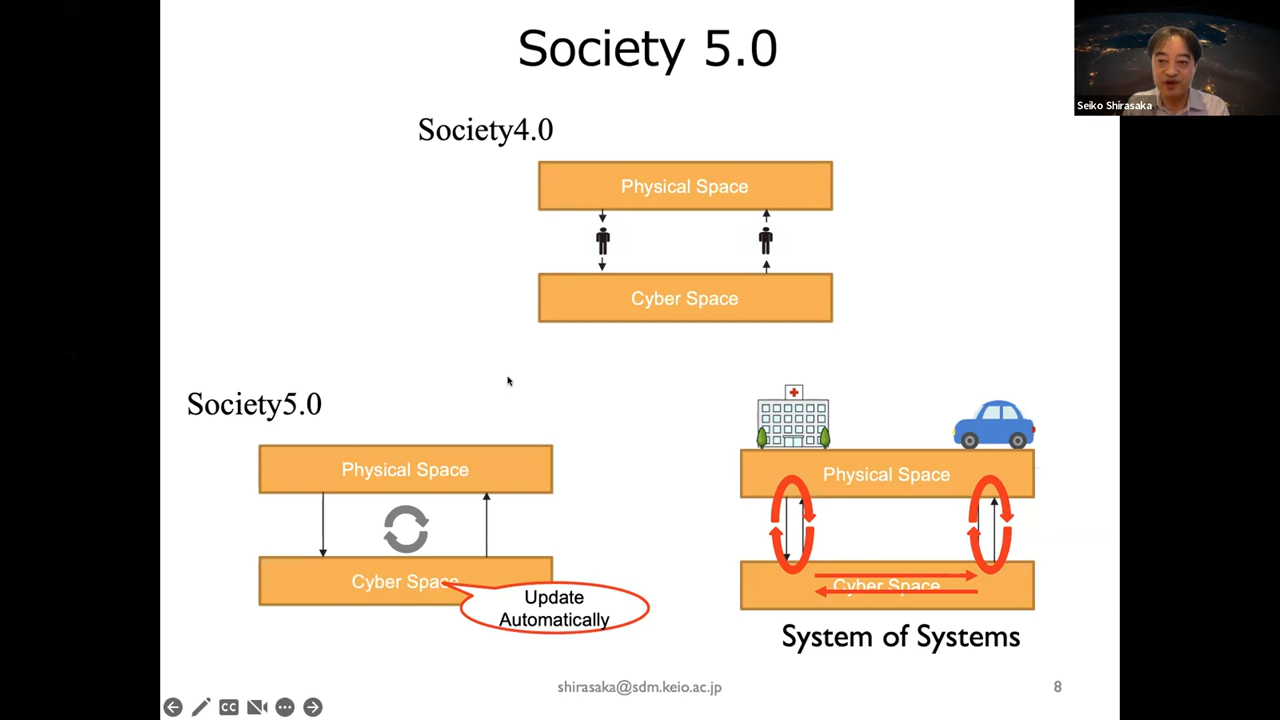 Society 5.0
Seiko Shirasaka
Society4.0
Physical Space
Cyber Space
Society5.0
Physical Space
Cyber Space
Update
Automatically
Physical Space
Cyber Space
System of Systems
shirasaka@sdm.keio.ac.jp
8
CC